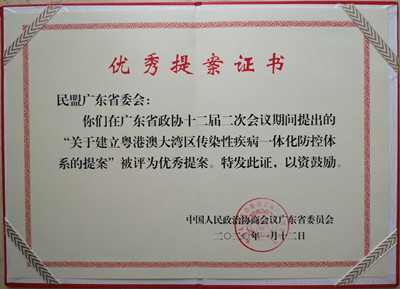 优秀提案证书
民盟广东省委会：
你们在广东省政协十二届二次会议期间提出的
“关于建立粤港澳大湾区传染性疾病一体化防控体
系的提案”被评为优秀提案。特发此证，以资鼓励。
中国人民政治协商会议广东省委员会
二〇二〇年一月十二日